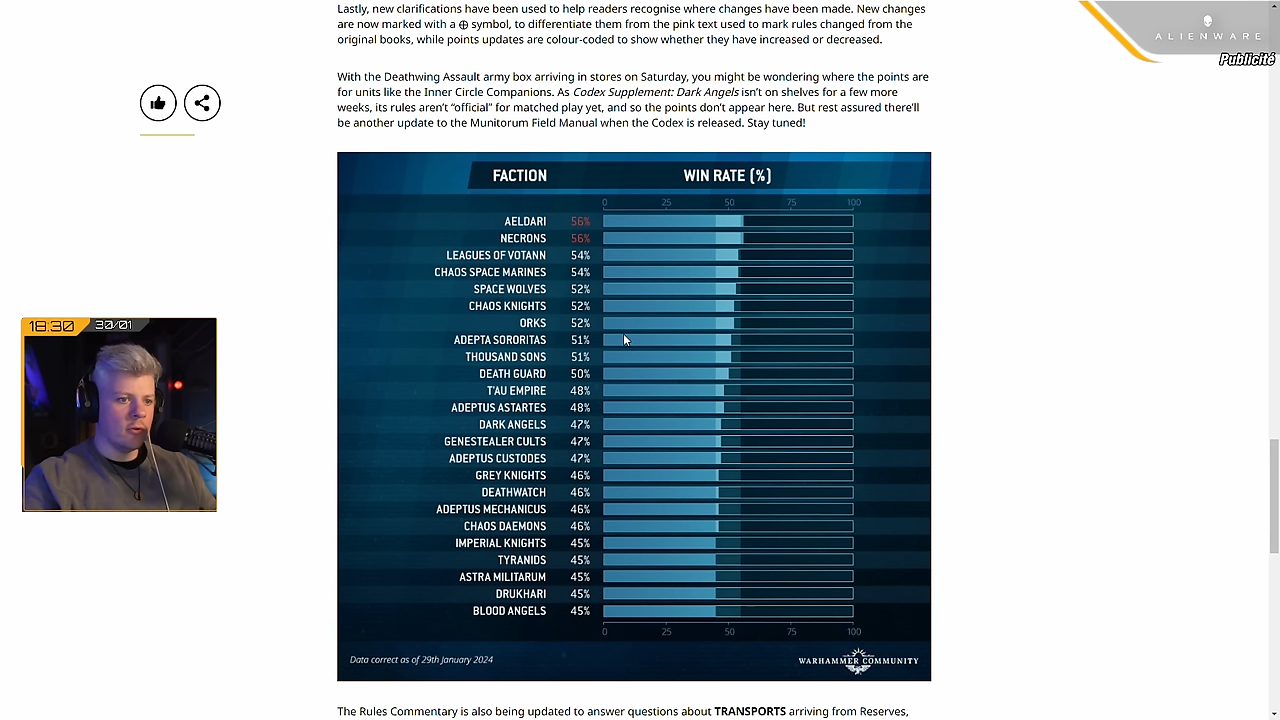 Lastly, new clarifications have been used to help readers recognise where changes have been made. New changes
are now marked with a ⊕ symbol, to differentiate them from the pink text used to mark rules changed from the
original books, while points updates are colour-coded to show whether they have increased or decreased.
ALIENWARE
Publicité
With the Deathwing Assault army box arriving in stores on Saturday, you might be wondering where the points are
for units like the Inner Circle Companions. As Codex Supplement: Dark Angels isn’t on shelves for a few more
weeks, its rules aren’t “official” for matched play yet, and so the points don’t appear here. But rest assured there’ll
be another update to the Munitorum Field Manual when the Codex is released. Stay tuned!
FACTION WIN RATE (%)
0 25 50 75 100
AELDARI 56%
NECRONS 56%
LEAGUES OF VOTANN 54%
CHAOS SPACE MARINES 54%
SPACE WOLVES 52%
CHAOS KNIGHTS 52%
ORKS 52%
ADEPTA SORORITAS 51%
THOUSAND SONS 51%
DEATH GUARD 50%
T'AU EMPIRE 48%
ADEPTUS ASTARTES 48%
DARK ANGELS 47%
GENESTEALER CULTS 47%
ADEPTUS CUSTODES 47%
GREY KNIGHTS 46%
DEATHWATCH 46%
ADEPTUS MECHANICUS 46%
CHAOS DAEMONS 46%
IMPERIAL KNIGHTS 45%
TYRANIDS 45%
ASTRA MILITARUM 45%
DRUKHARI 45%
BLOOD ANGELS 45%
0 25 50 75 100
Data correct as of 29th January 2024
WARHAMMER COMMUNITY
18:30 30/01
The Rules Commentary is also being updated to answer questions about TRANSPORTS arriving from Reserves,